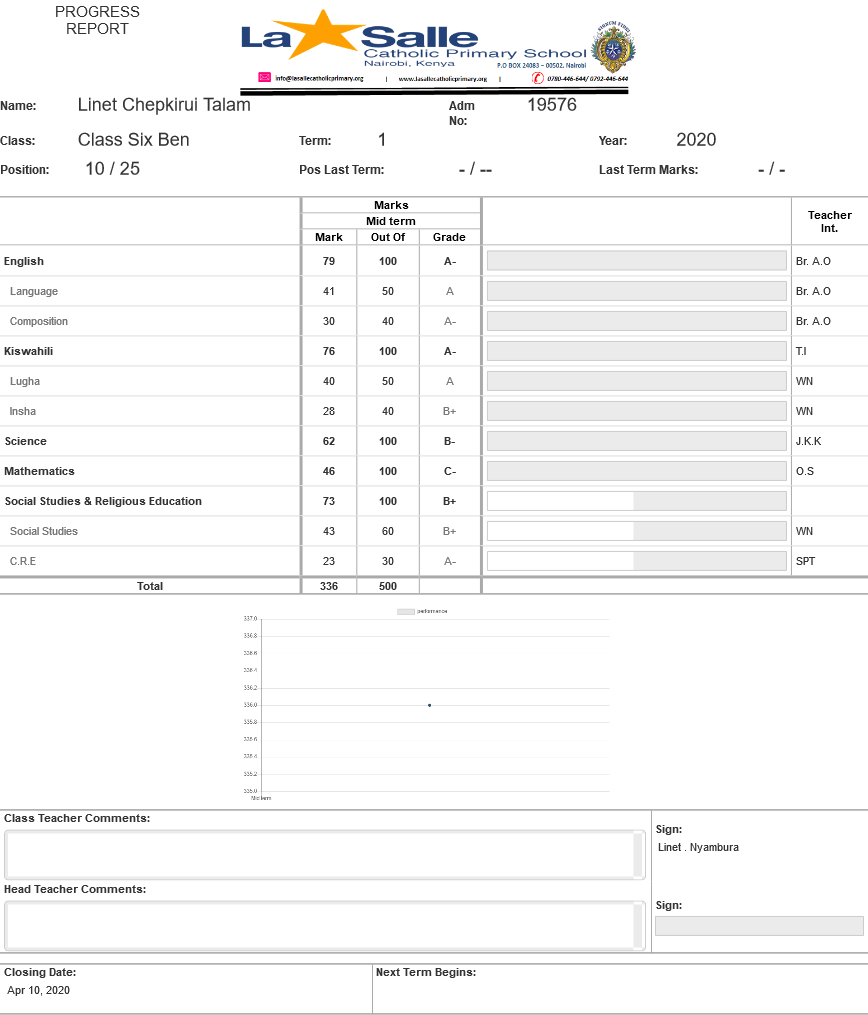 PROGRESS
REPORT
La Salle
Catholic Primary School
Nairobi, Kenya
P.O BOX 24083 – 00502, Nairobi
info@lasallecatholicprimary.org | www.lasallecatholicprimary.org | 0780-446-644/ 0792-446-644
Name: Linet Chepkirui Talam Adm No: 19576
Class: Class Six Ben Term: 1 Year: 2020
Position: 10 / 25 Pos Last Term: - / -- Last Term Marks: - / -
Marks
Mid term
Mark Out Of Grade Teacher Int.
English 79 100 A- Br. A.O
Language 41 50 A Br. A.O
Composition 30 40 A- Br. A.O
Kiswahili 76 100 A- T.I
Lugha 40 50 A WN
Insha 28 40 B+ WN
Science 62 100 B- J.K.K
Mathematics 46 100 C- O.S
Social Studies & Religious Education 73 100 B+
Social Studies 43 60 B+ WN
C.R.E 23 30 A- SPT
Total 336 500
performance
337.0
336.8
336.6
336.4
336.2
336.0
335.8
335.6
335.4
335.2
335.0
Mid term
Class Teacher Comments:
Sign:
Linet . Nyambura
Head Teacher Comments:
Sign:
Closing Date: Next Term Begins:
Apr 10, 2020